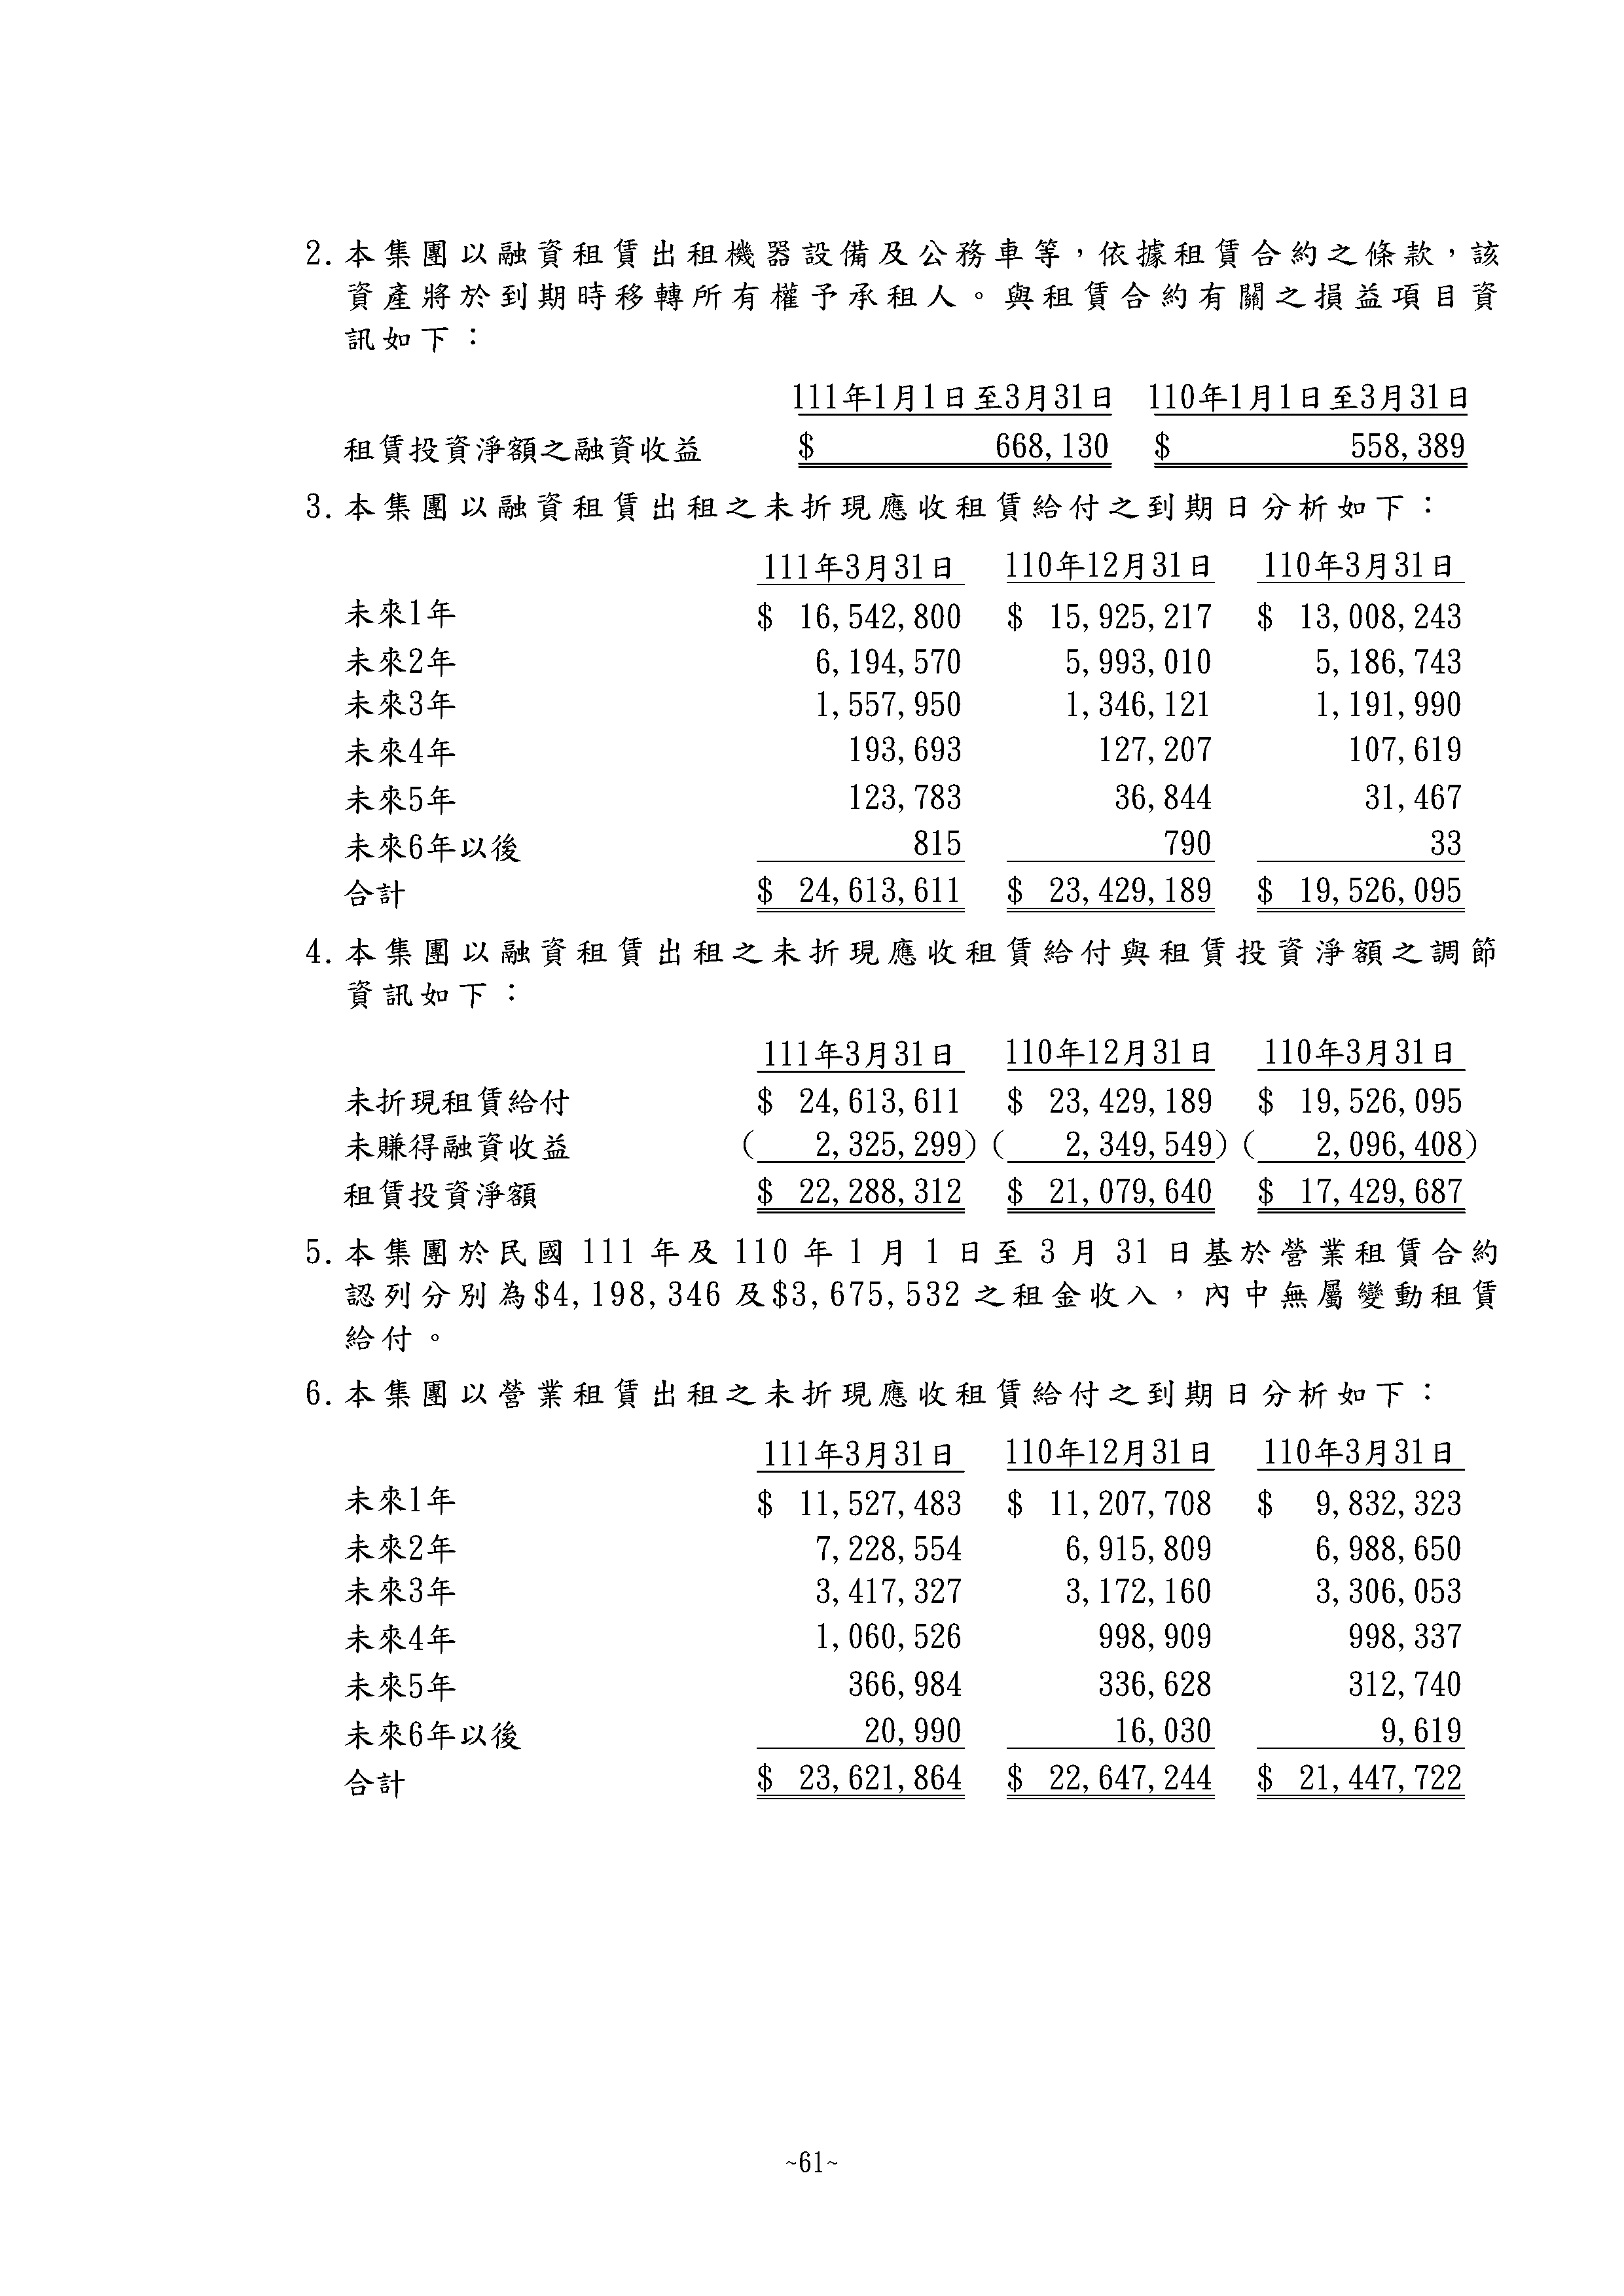 2. 本集團以融資租賃出租機器設備及公務車等，依據租賃合約之條款，該
資產將於到期時移轉所有權予承租人。與租賃合約有關之損益項目資
訊如下：
111年1月1日至3月31日 110年1月1日至3月31日
租賃投資淨額之融資收益 $ 668,130 $ 558,389
3. 本集團以融資租賃出租之未折現應收租賃給付之到期日分析如下：
111年3月31日 110年12月31日 110年3月31日
未來1年 $ 16,542,800 $ 15,925,217 $ 13,008,243
未來2年 6,194,570 5,993,010 5,186,743
未來3年 1,557,950 1,346,121 1,191,990
未來4年 193,693 127,207 107,619
未來5年 123,783 36,844 31,467
未來6年以後 815 790 33
合計 $ 24,613,611 $ 23,429,189 $ 19,526,095
4. 本集團以融資租賃出租之未折現應收租賃給付與租賃投資淨額之調節
資訊如下：
111年3月31日 110年12月31日 110年3月31日
未折現租賃給付 $ 24,613,611 $ 23,429,189 $ 19,526,095
未賺得融資收益 ( 2,325,299) ( 2,349,549) ( 2,096,408)
租賃投資淨額 $ 22,288,312 $ 21,079,640 $ 17,429,687
5. 本集團於民國 111 年及 110 年 1 月 1 日至 3 月 31 日基於營業租賃合約
認列分別為$4,198,346 及$3,675,532 之租金收入，內中無屬變動租賃
給付。
6. 本集團以營業租賃出租之未折現應收租賃給付之到期日分析如下：
111年3月31日 110年12月31日 110年3月31日
未來1年 $ 11,527,483 $ 11,207,708 $ 9,832,323
未來2年 7,228,554 6,915,809 6,988,650
未來3年 3,417,327 3,172,160 3,306,053
未來4年 1,060,526 998,909 998,337
未來5年 366,984 336,628 312,740
未來6年以後 20,990 16,030 9,619
合計 $ 23,621,864 $ 22,647,244 $ 21,447,722
~61~